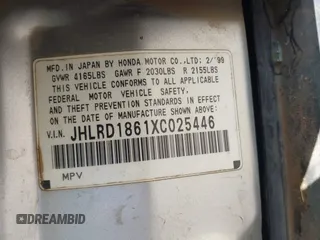 MFD. IN JAPAN BY HONDA MOTOR CO.,LTD; 2/'99
GVWR 4165LBS GAWR F 2030LBS R 2155LBS
THIS VEHICLE CONFORMS TO ALL APPLICABLE
FEDERAL MOTOR VEHICLE SAFETY,
AND THEFT PREVENTION STANDARDS IN EFFECT
ON THE DATE OF MANUFACTURE SHOWN ABOVE:
V.I.N. JHLRD1861XC025446
MPV
DREAMBID